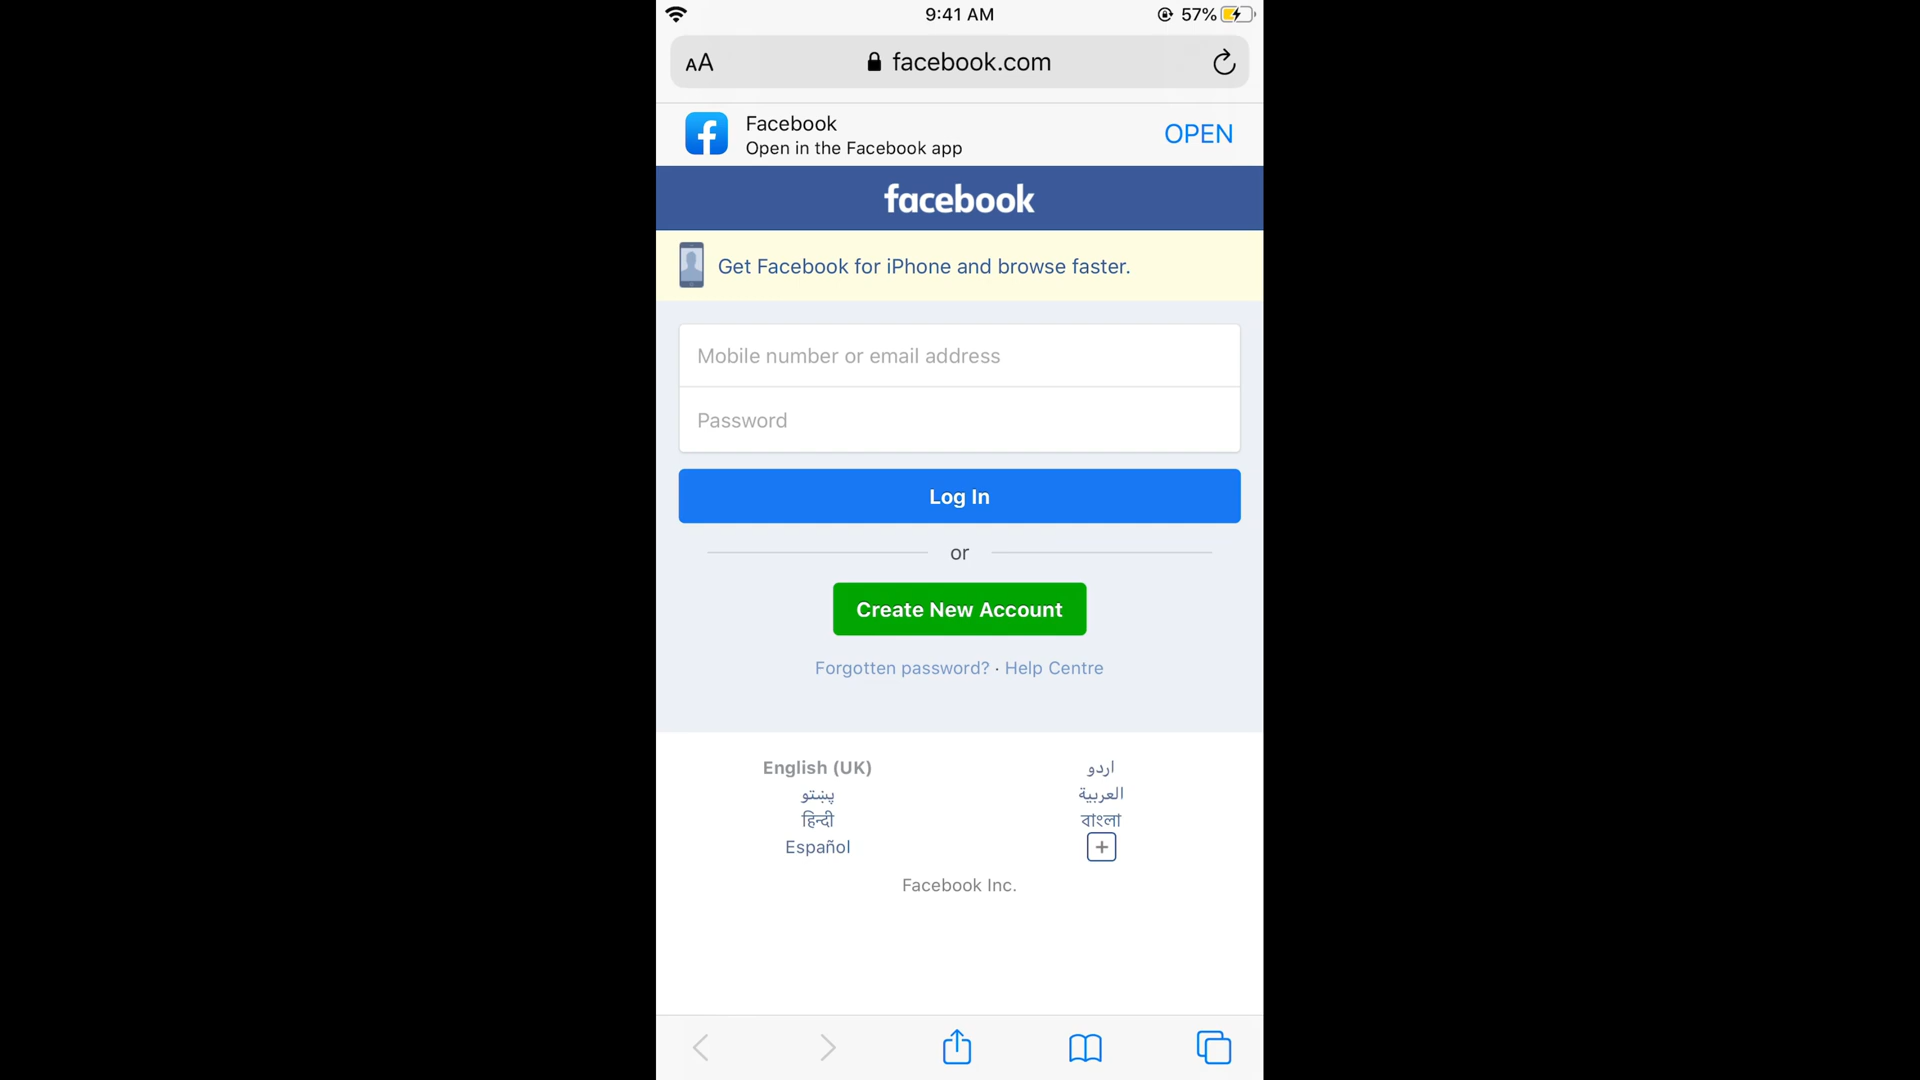 9:41 AM
57%
AA
facebook.com
Facebook
Open in the Facebook app
OPEN
facebook
Get Facebook for iPhone and browse faster.
Mobile number or email address
Password
Log In
or
Create New Account
Forgotten password? · Help Centre
English (UK)
اردو
پښتو
العربية
हिन्दी
বাংলা
Español
+
Facebook Inc.